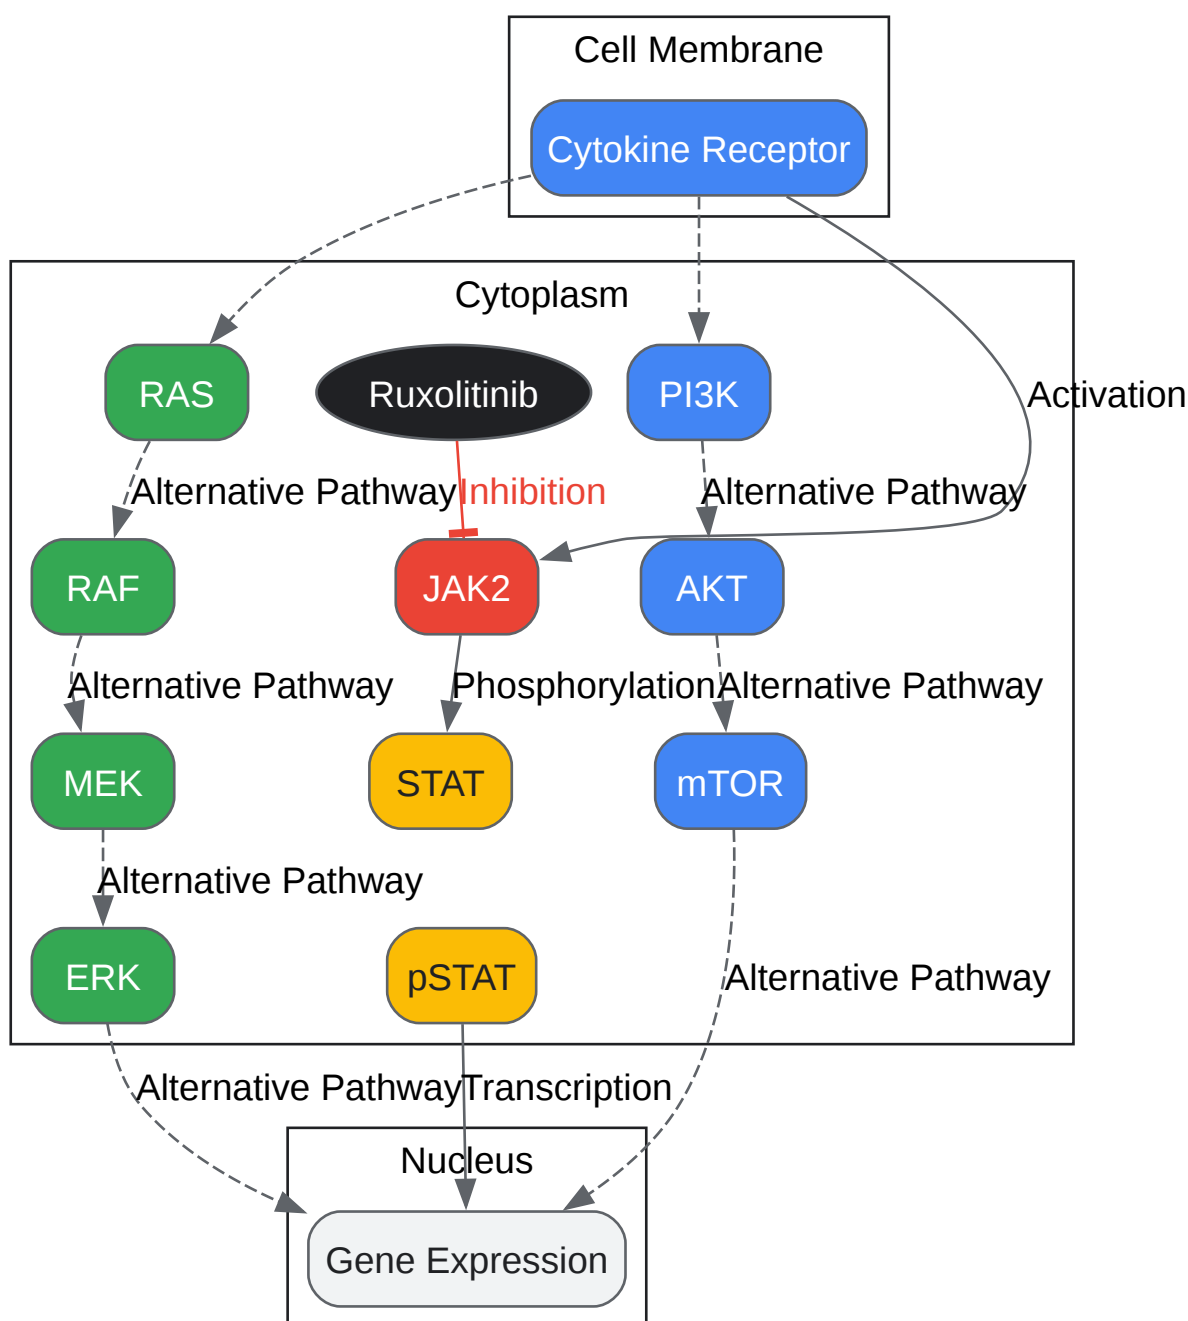 Cell Membrane
Cytokine Receptor
Cytoplasm
RAS
Ruxolitinib
PI3K
Activation
Alternative Pathway
Inhibition
Alternative Pathway
RAF
JAK2
AKT
Alternative Pathway
Phosphorylation
Alternative Pathway
MEK
STAT
mTOR
Alternative Pathway
ERK
pSTAT
Alternative Pathway
Alternative Pathway
Transcription
Nucleus
Gene Expression